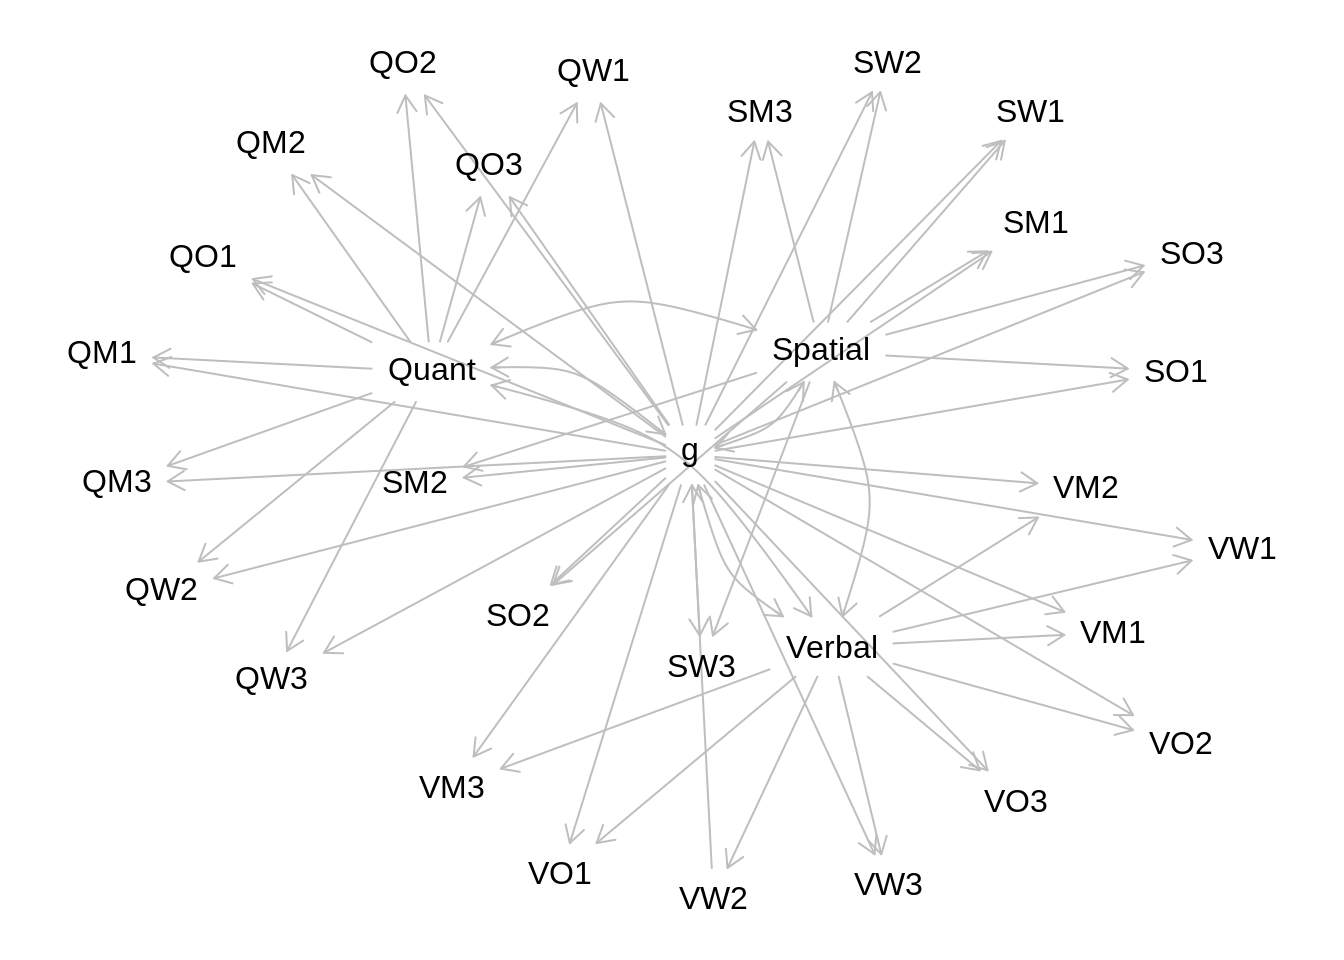 QO2
QW1
SW2
SM3
SW1
QM2
QO3
SM1
QO1
SO3
QM1
Quant
Spatial
SO1
g
QM3
SM2
VM2
VW1
QW2
SO2
VM1
QW3
SW3
Verbal
VO2
VM3
VO3
VO1
VW2
VW3